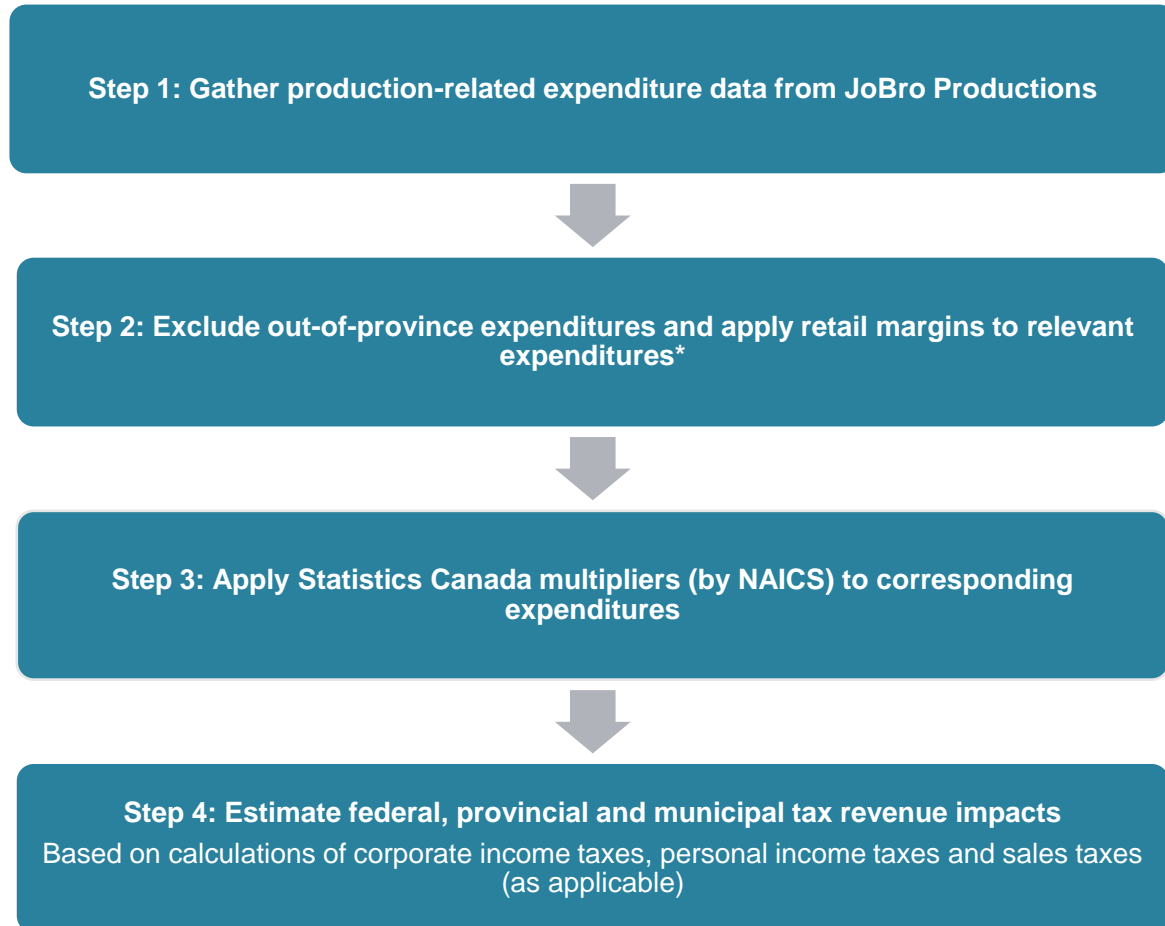 Step 1: Gather production-related expenditure data from JoBro Productions
Step 2: Exclude out-of-province expenditures and apply retail margins to relevant
expenditures*
Step 3: Apply Statistics Canada multipliers (by NAICS) to corresponding
expenditures
Step 4: Estimate federal, provincial and municipal tax revenue impacts
Based on calculations of corporate income taxes, personal income taxes and sales taxes
(as applicable)